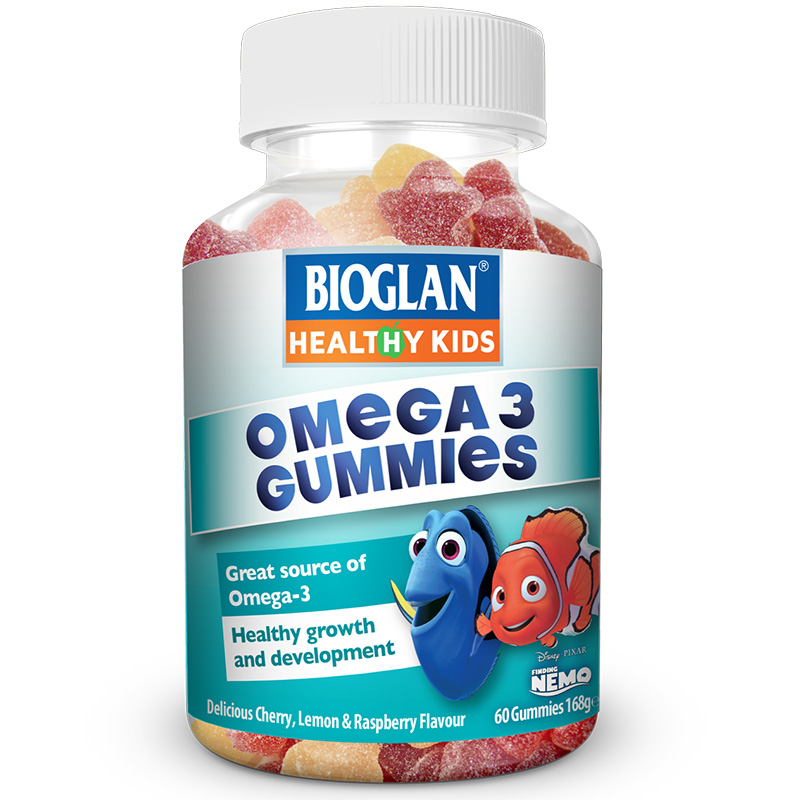 BIOGLAN®
HEALTHY KIDS
OMEGA 3
GUMMIES
Great source of
Omega-3
Healthy growth
and development
Disney PIXAR
FINDING
NEMO
Delicious Cherry, Lemon & Raspberry Flavour
60 Gummies 168g℮